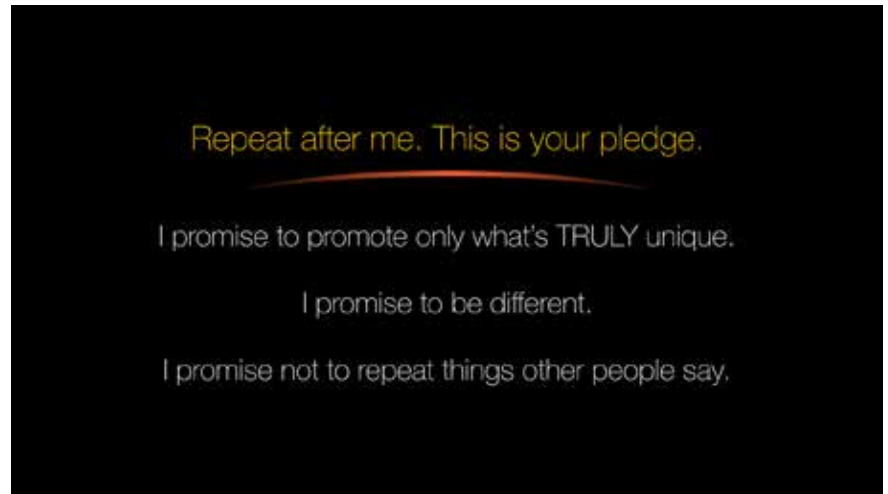 Repeat after me. This is your pledge.
I promise to promote only what's TRULY unique.
I promise to be different.
I promise not to repeat things other people say.